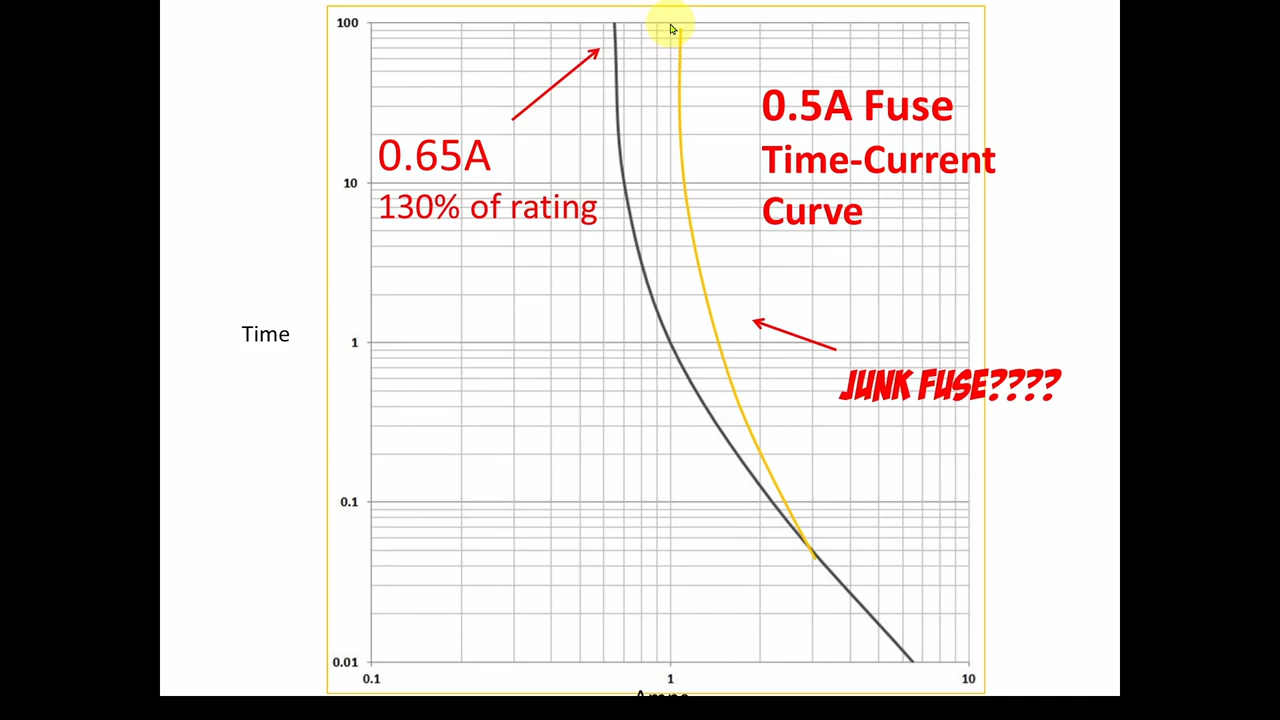 100
0.5A Fuse
Time-Current
Curve
0.65A
130% of rating
10
Time
1
JUNK FUSE????
0.1
0.01
0.1 1 10
Amps